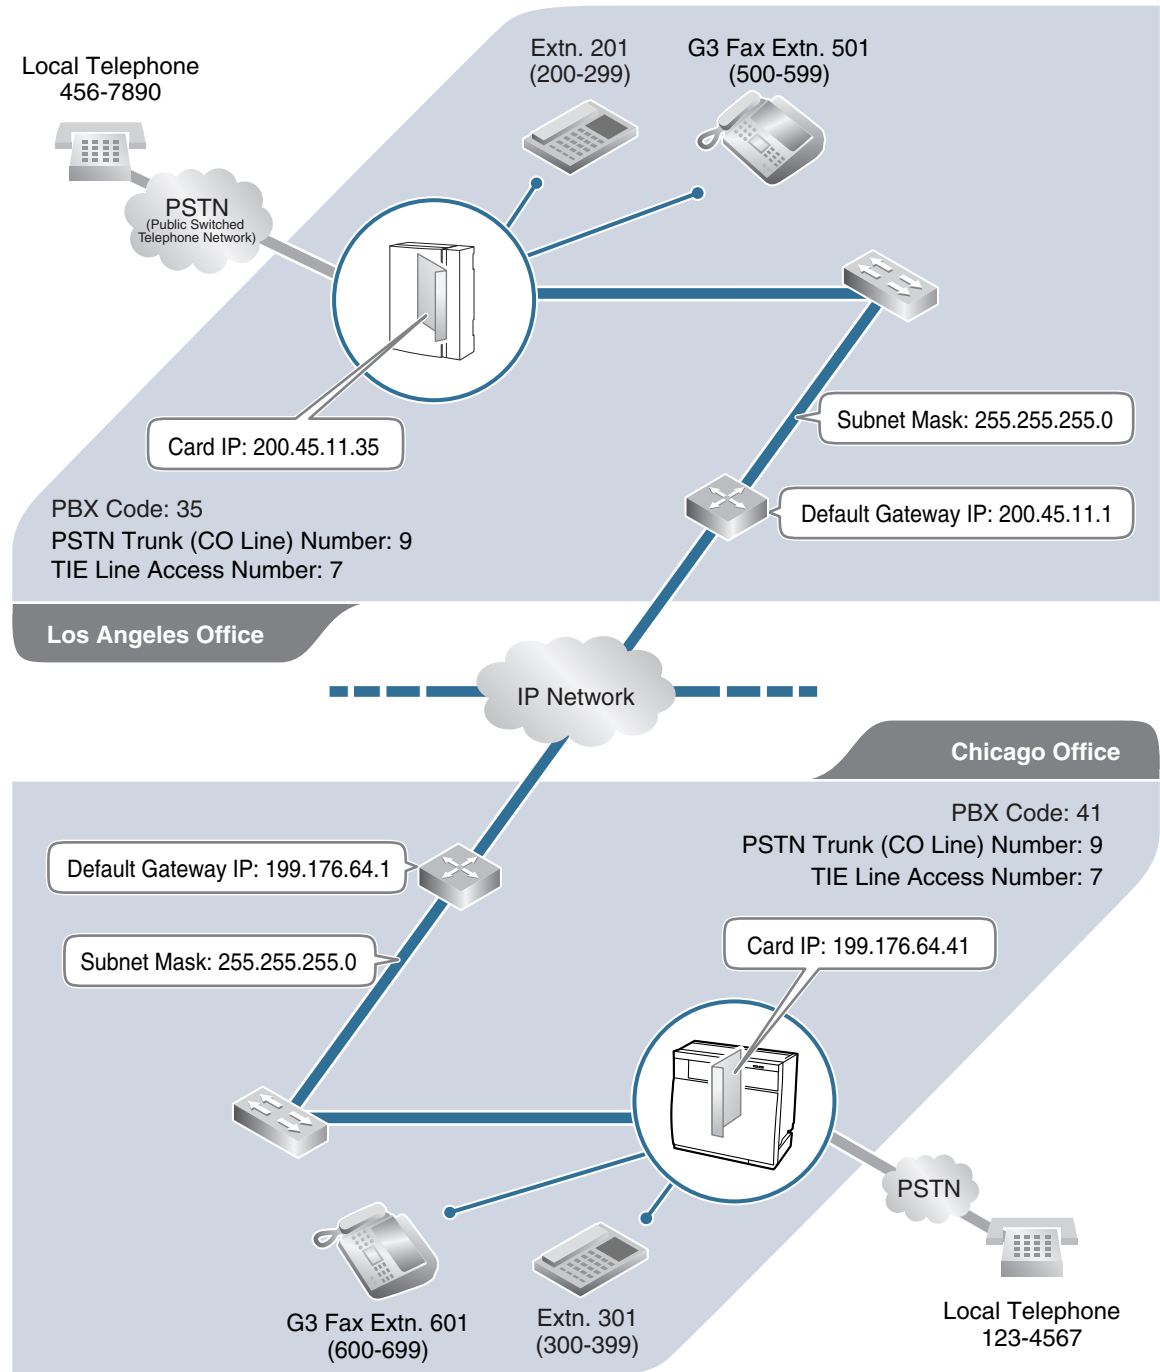 Extn. 201
(200-299)
G3 Fax Extn. 501
(500-599)
Local Telephone
456-7890
PSTN
(Public Switched
Telephone Network)
Subnet Mask: 255.255.255.0
Card IP: 200.45.11.35
Default Gateway IP: 200.45.11.1
PBX Code: 35
PSTN Trunk (CO Line) Number: 9
TIE Line Access Number: 7
Los Angeles Office
IP Network
Chicago Office
PBX Code: 41
PSTN Trunk (CO Line) Number: 9
TIE Line Access Number: 7
Default Gateway IP: 199.176.64.1
Card IP: 199.176.64.41
Subnet Mask: 255.255.255.0
PSTN
G3 Fax Extn. 601
(600-699)
Extn. 301
(300-399)
Local Telephone
123-4567